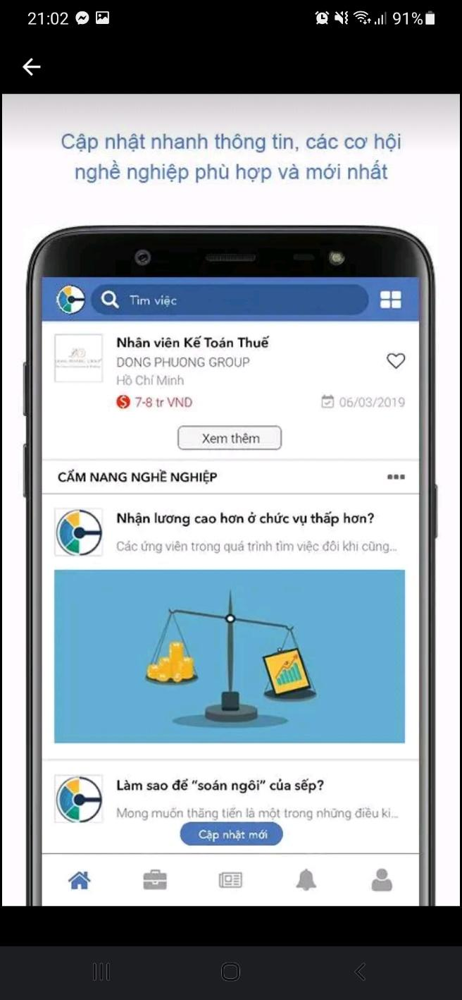 21:02
91%
Cập nhật nhanh thông tin, các cơ hội
nghề nghiệp phù hợp và mới nhất
Tìm việc
Nhân viên Kế Toán Thuế
DONG PHUONG GROUP
Hồ Chí Minh
7-8 tr VND
06/03/2019
Xem thêm
CẨM NANG NGHỀ NGHIỆP
Nhận lương cao hơn ở chức vụ thấp hơn?
Các ứng viên trong quá trình tìm việc đôi khi cũng...
Làm sao để “soán ngôi” của sếp?
Mong muốn thăng tiến là một trong những điều ki...
Cập nhật mới